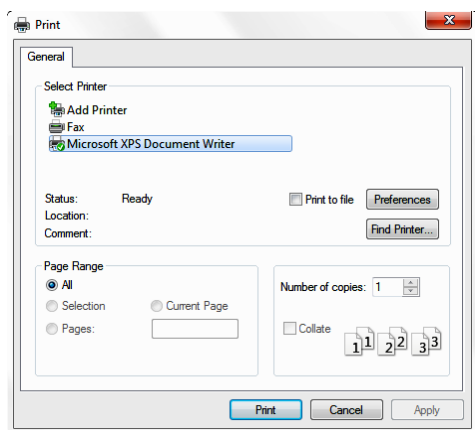 Print
General
Select Printer
Add Printer
Fax
Microsoft XPS Document Writer
Status: Ready
Print to file
Preferences
Location:
Comment:
Find Printer...
Page Range
All
Selection
Current Page
Pages:
Number of copies: 1
Collate
1 1 2 2 3 3
Print
Cancel
Apply